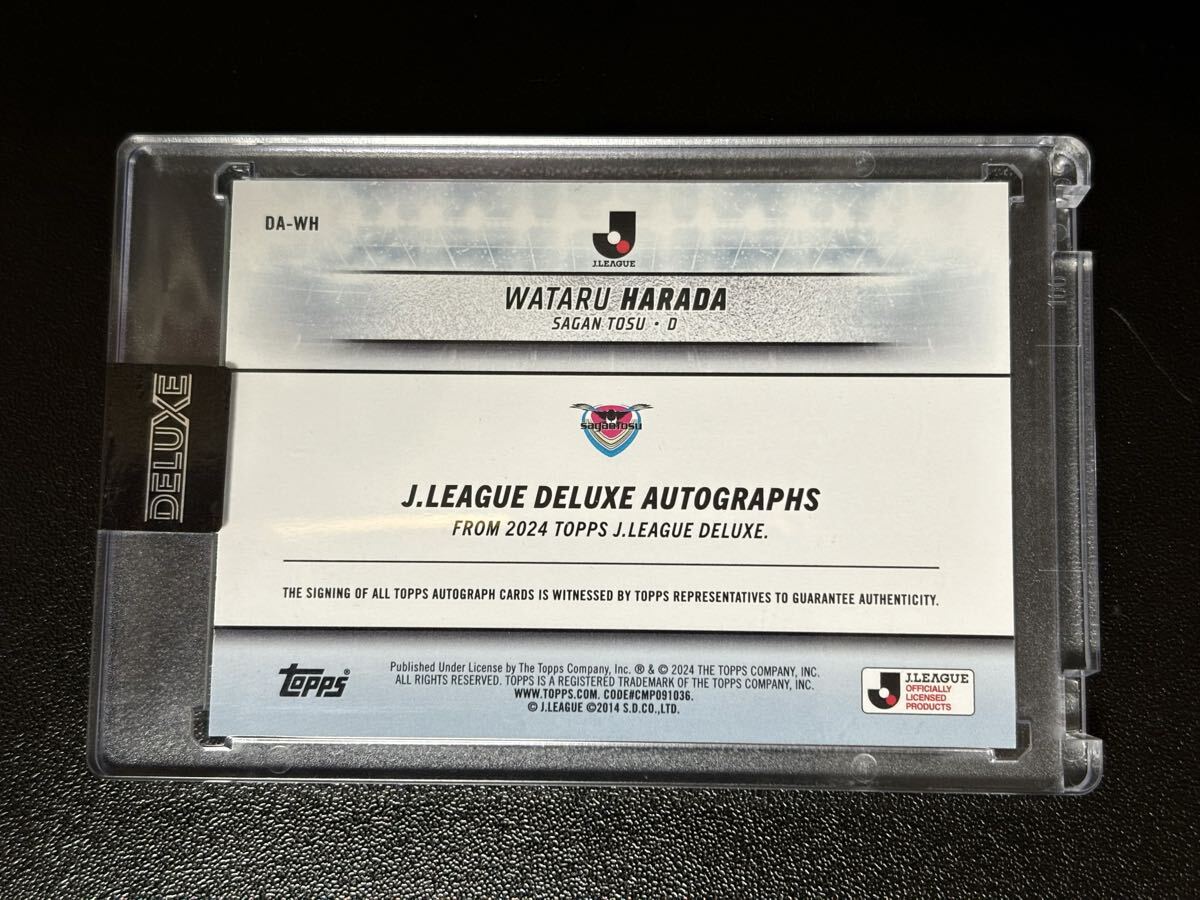 DA-WH
J.LEAGUE
WATARU HARADA
SAGAN TOSU • D
DELUXE
sagantosu
J.LEAGUE DELUXE AUTOGRAPHS
FROM 2024 TOPPS J.LEAGUE DELUXE.
THE SIGNING OF ALL TOPPS AUTOGRAPH CARDS IS WITNESSED BY TOPPS REPRESENTATIVES TO GUARANTEE AUTHENTICITY.
topps®
Published Under License by The Topps Company, Inc. ® & © 2024 THE TOPPS COMPANY, INC.
ALL RIGHTS RESERVED. TOPPS IS A REGISTERED TRADEMARK OF THE TOPPS COMPANY, INC.
WWW.TOPPS.COM. CODE#CMP091036.
© J.LEAGUE ©2014 S.D.CO.,LTD.
J.LEAGUE
OFFICIALLY
LICENSED
PRODUCTS